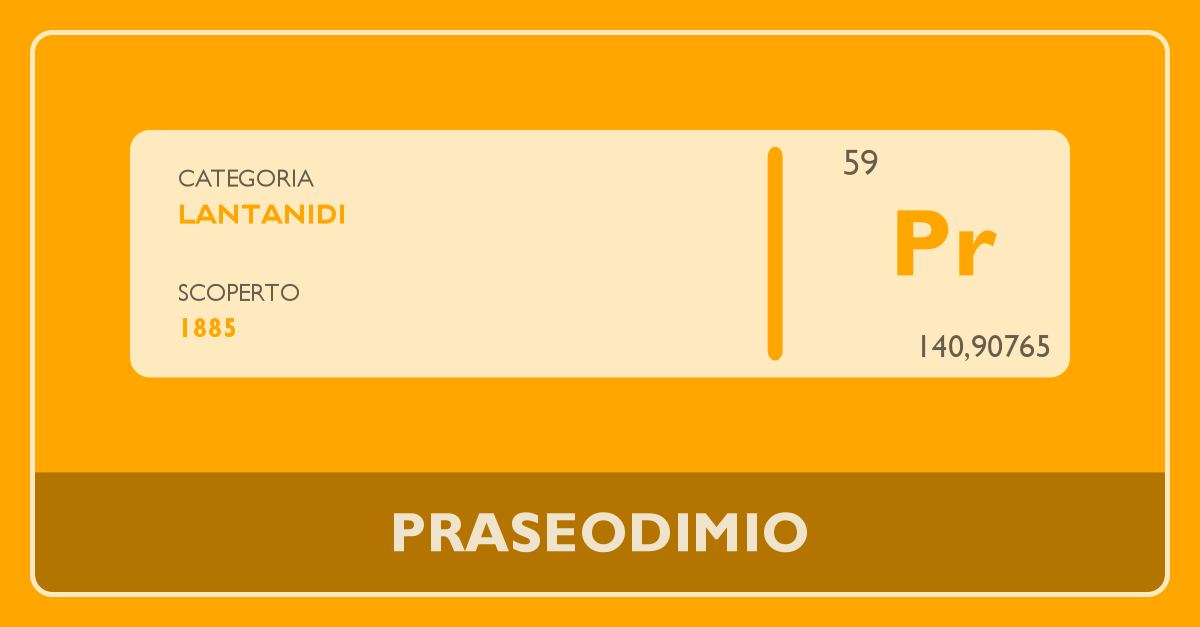 CATEGORIA
LANTANIDI
SCOPERTO
1885
59
Pr
140,90765
PRASEODIMIO